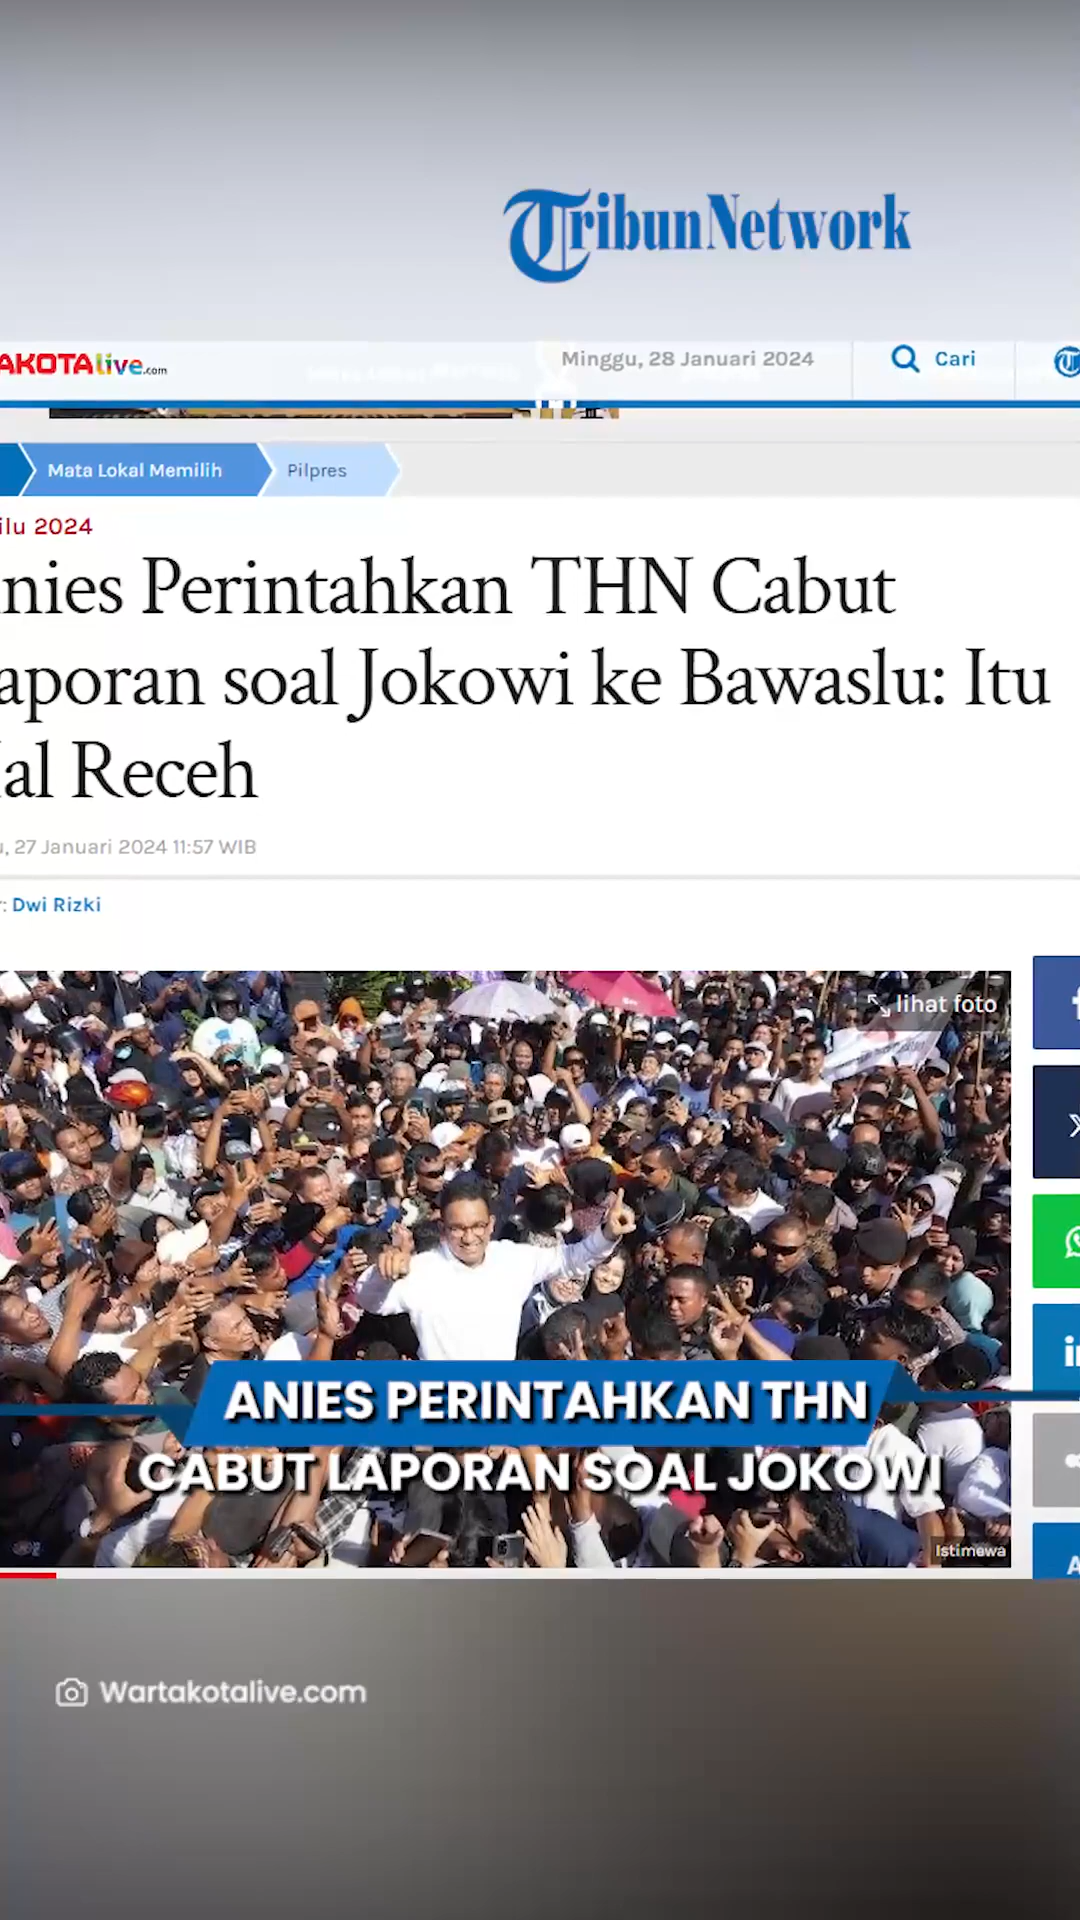 Tribun Network
AKOTAlive.com
Minggu, 28 Januari 2024
Cari
Mata Lokal Memilih
Pilpres
ilu 2024
nies Perintahkan THN Cabut
aporan soal Jokowi ke Bawaslu: Itu
al Receh
, 27 Januari 2024 11:57 WIB
r: Dwi Rizki
lihat foto
ANIES PERINTAHKAN THN
CABUT LAPORAN SOAL JOKOWI
Istimewa
Wartakotalive.com